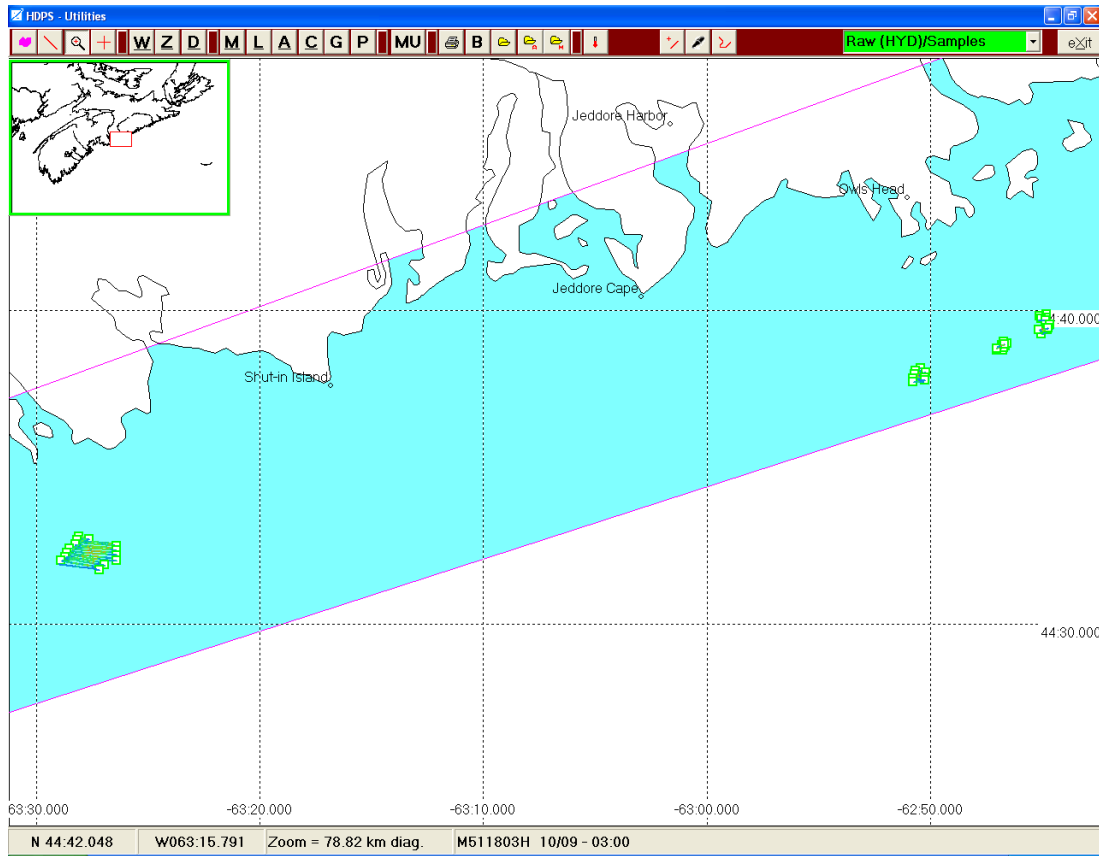 HDPS - Utilities
W Z D M L A C G P MU B Raw (HYD)/Samples eXit
Jeddore Harbor
Owls Head
Jeddore Cape
4:40.000
Shut-in Island
44:30.000
63:30.000 -63:20.000 -63:10.000 -63:00.000 -62:50.000
N 44:42.048 W063:15.791 Zoom = 78.82 km diag. M511803H 10/09 - 03:00